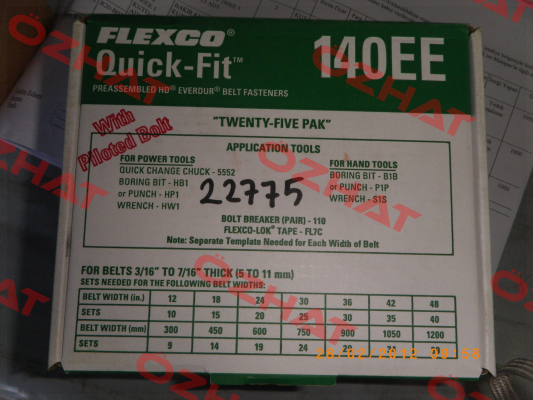 FLEXCO®
Quick-Fit™
140EE
PREASSEMBLED HD® EVERDUR® BELT FASTENERS
With
Piloted Bolt
"TWENTY-FIVE PAK"
APPLICATION TOOLS
FOR POWER TOOLS
QUICK CHANGE CHUCK - 5552
BORING BIT - HB1
or PUNCH - HP1
WRENCH - HW1
FOR HAND TOOLS
BORING BIT - B1B
or PUNCH - P1P
WRENCH - S1S
22775
BOLT BREAKER (PAIR) - 110
FLEXCO-LOK® TAPE - FL7C
Note: Separate Template Needed for Each Width of Belt
FOR BELTS 3/16" TO 7/16" THICK (5 TO 11 mm)
SETS NEEDED FOR THE FOLLOWING BELT WIDTHS:
BELT WIDTH (in.) 12 18 24 30 36 42 48
SETS 10 15 20 25 30 35 40
BELT WIDTH (mm) 300 450 600 750 900 1050 1200
SETS 9 14 19 24
OZHAT
OZHAT
OZHAT
OZHAT
OZHAT